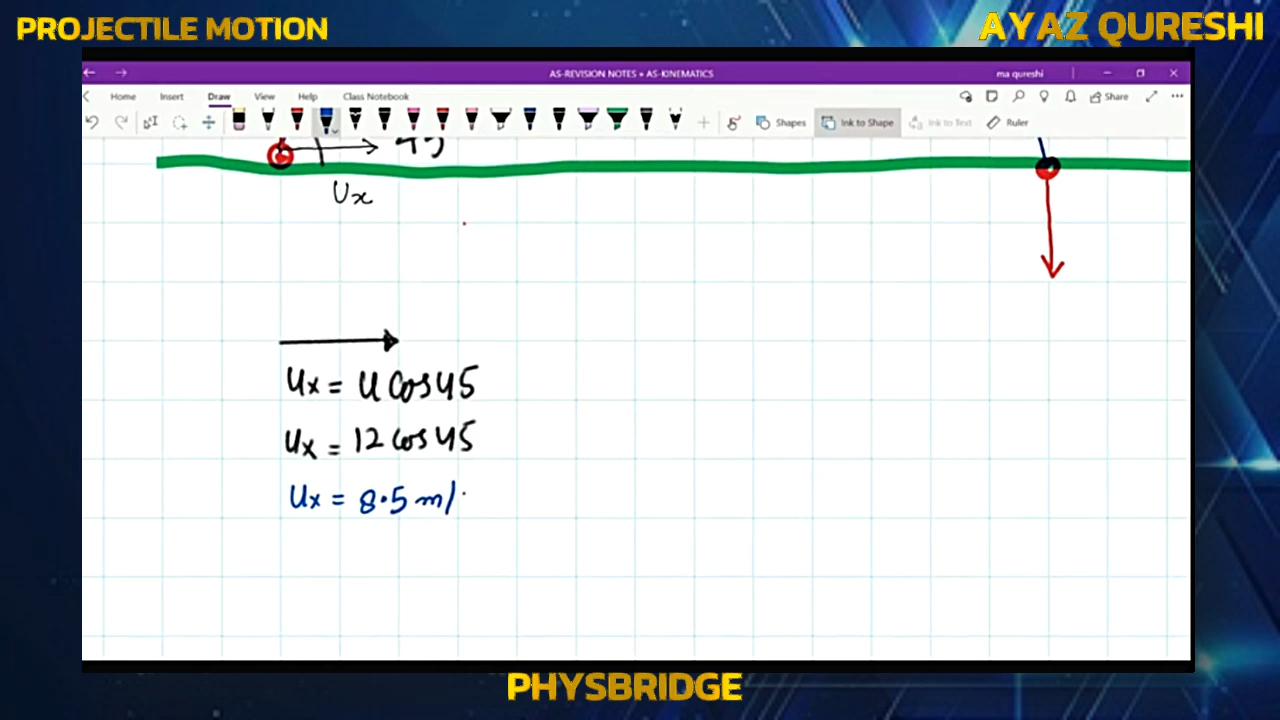 PROJECTILE MOTION
AYAZ QURESHI
AS-REVISION NOTES » AS-KINEMATICS
ma qureshi
Home Insert Draw View Help Class Notebook
Share
Shapes
Ink to Shape
Ink to Text
Ruler
45
Ux
Ux = U Cos 45
Ux = 12 cos 45
Ux = 8.5 m/
PHYSBRIDGE